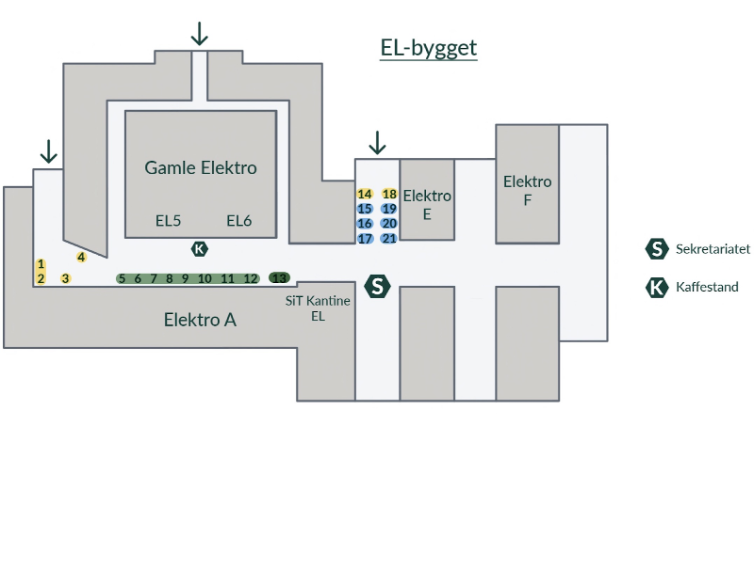 EL-bygget
Gamle Elektro
EL5 EL6
K
Elektro
E
Elektro
F
14 18
15 19
16 20
17 21
1
2
3
4
5 6 7 8 9 10 11 12 13
S
SiT Kantine
EL
Elektro A
S Sekretariatet
K Kaffestand